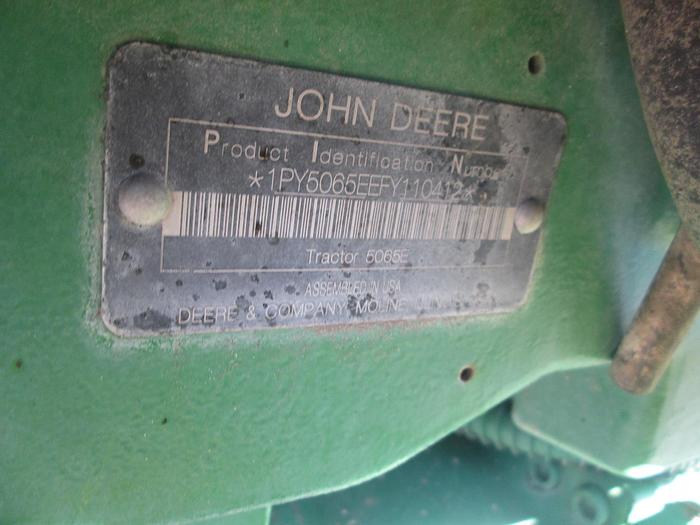 JOHN DEERE
Product Identification Number
*1PY5065EEFY110412*
Tractor 5065E
ASSEMBLED IN USA
DEERE & COMPANY MOLINE